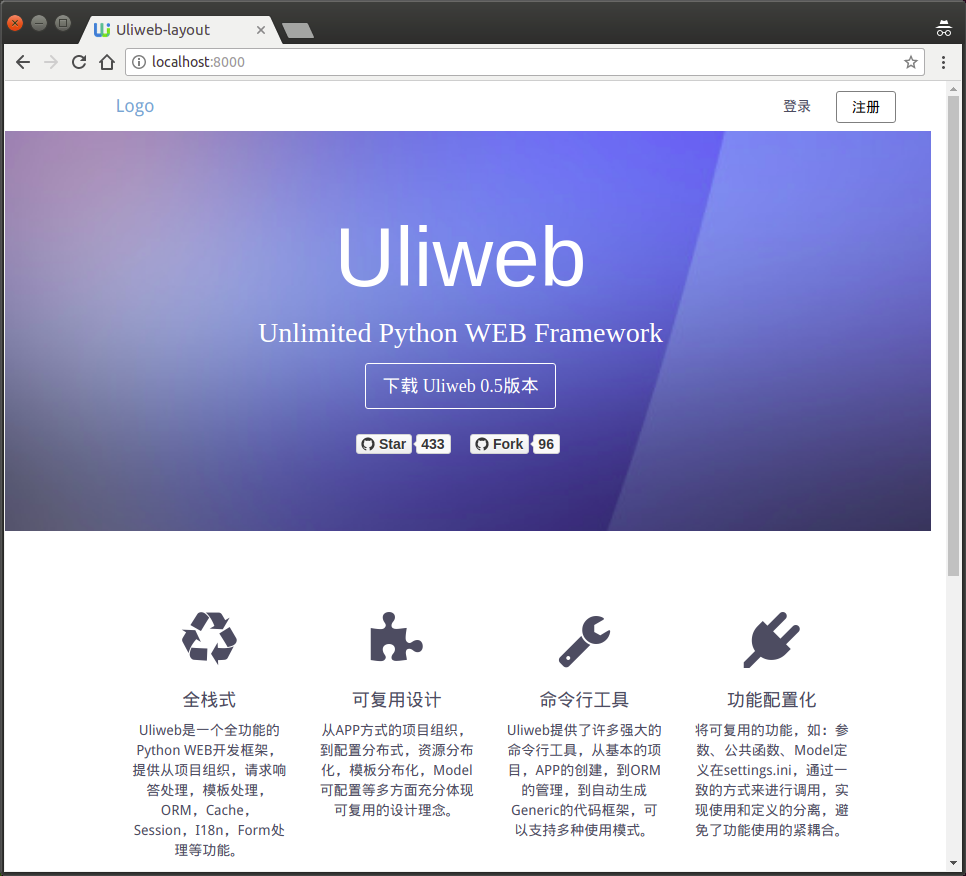 Uliweb-layout
localhost:8000
Logo
登录
注册
Uliweb
Unlimited Python WEB Framework
下载 Uliweb 0.5版本
Star 433
Fork 96
全栈式
Uliweb是一个全功能的
Python WEB开发框架，
提供从项目组织，请求响
答处理，模板处理，
ORM，Cache，
Session，I18n，Form处
理等功能。
可复用设计
从APP方式的项目组织，
到配置分布式，资源分布
化，模板分布化，Model
可配置等多方面充分体现
可复用的设计理念。
命令行工具
Uliweb提供了许多强大的
命令行工具，从基本的项
目，APP的创建，到ORM
的管理，到自动生成
Generic的代码框架，可
以支持多种使用模式。
功能配置化
将可复用的功能，如：参
数、公共函数、Model定
义在settings.ini，通过一
致的方式来进行调用，实
现使用和定义的分离，避
免了功能使用的紧耦合。